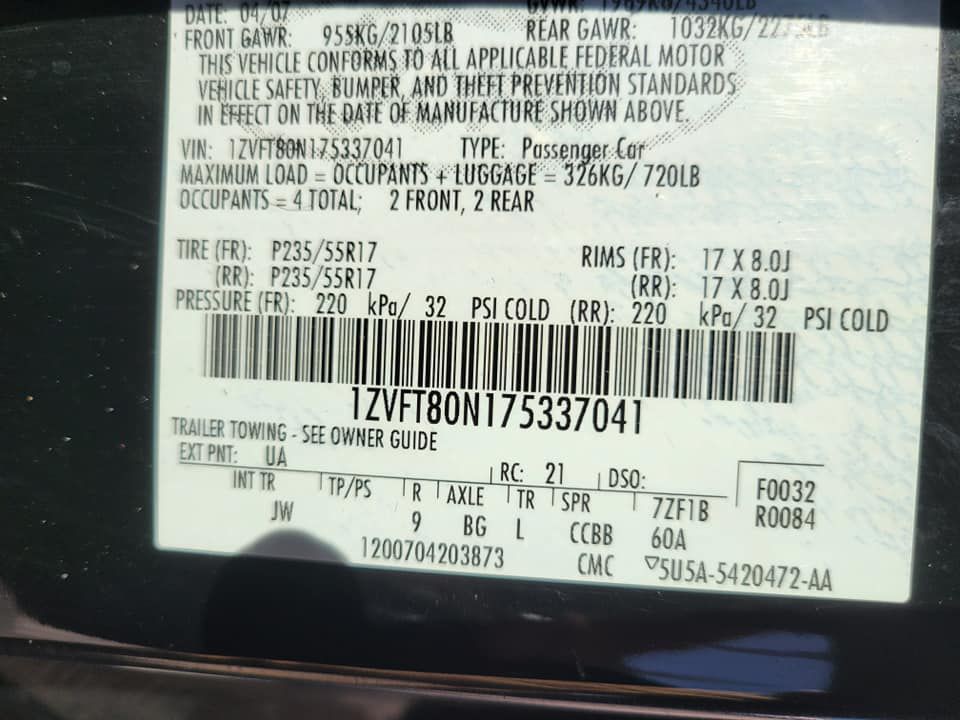 DATE: 04/07 GVWR: 1969KG/4340LB
FRONT GAWR: 955KG/2105LB REAR GAWR: 1032KG/2275LB
THIS VEHICLE CONFORMS TO ALL APPLICABLE FEDERAL MOTOR
VEHICLE SAFETY, BUMPER, AND THEFT PREVENTION STANDARDS
IN EFFECT ON THE DATE OF MANUFACTURE SHOWN ABOVE.
VIN: 1ZVFT80N175337041 TYPE: Passenger Car
MAXIMUM LOAD = OCCUPANTS + LUGGAGE = 326KG/ 720LB
OCCUPANTS = 4 TOTAL; 2 FRONT, 2 REAR
TIRE (FR): P235/55R17 RIMS (FR): 17 X 8.0J
(RR): P235/55R17 (RR): 17 X 8.0J
PRESSURE (FR): 220 kPa/ 32 PSI COLD (RR): 220 kPa/ 32 PSI COLD
1ZVFT80N175337041
TRAILER TOWING - SEE OWNER GUIDE
EXT PNT: UA RC: 21 DSO: F0032
INT TR TP/PS R AXLE TR SPR 7ZF1B R0084
JW 9 BG L CCBB 60A
1200704203873 CMC ▽5U5A-5420472-AA